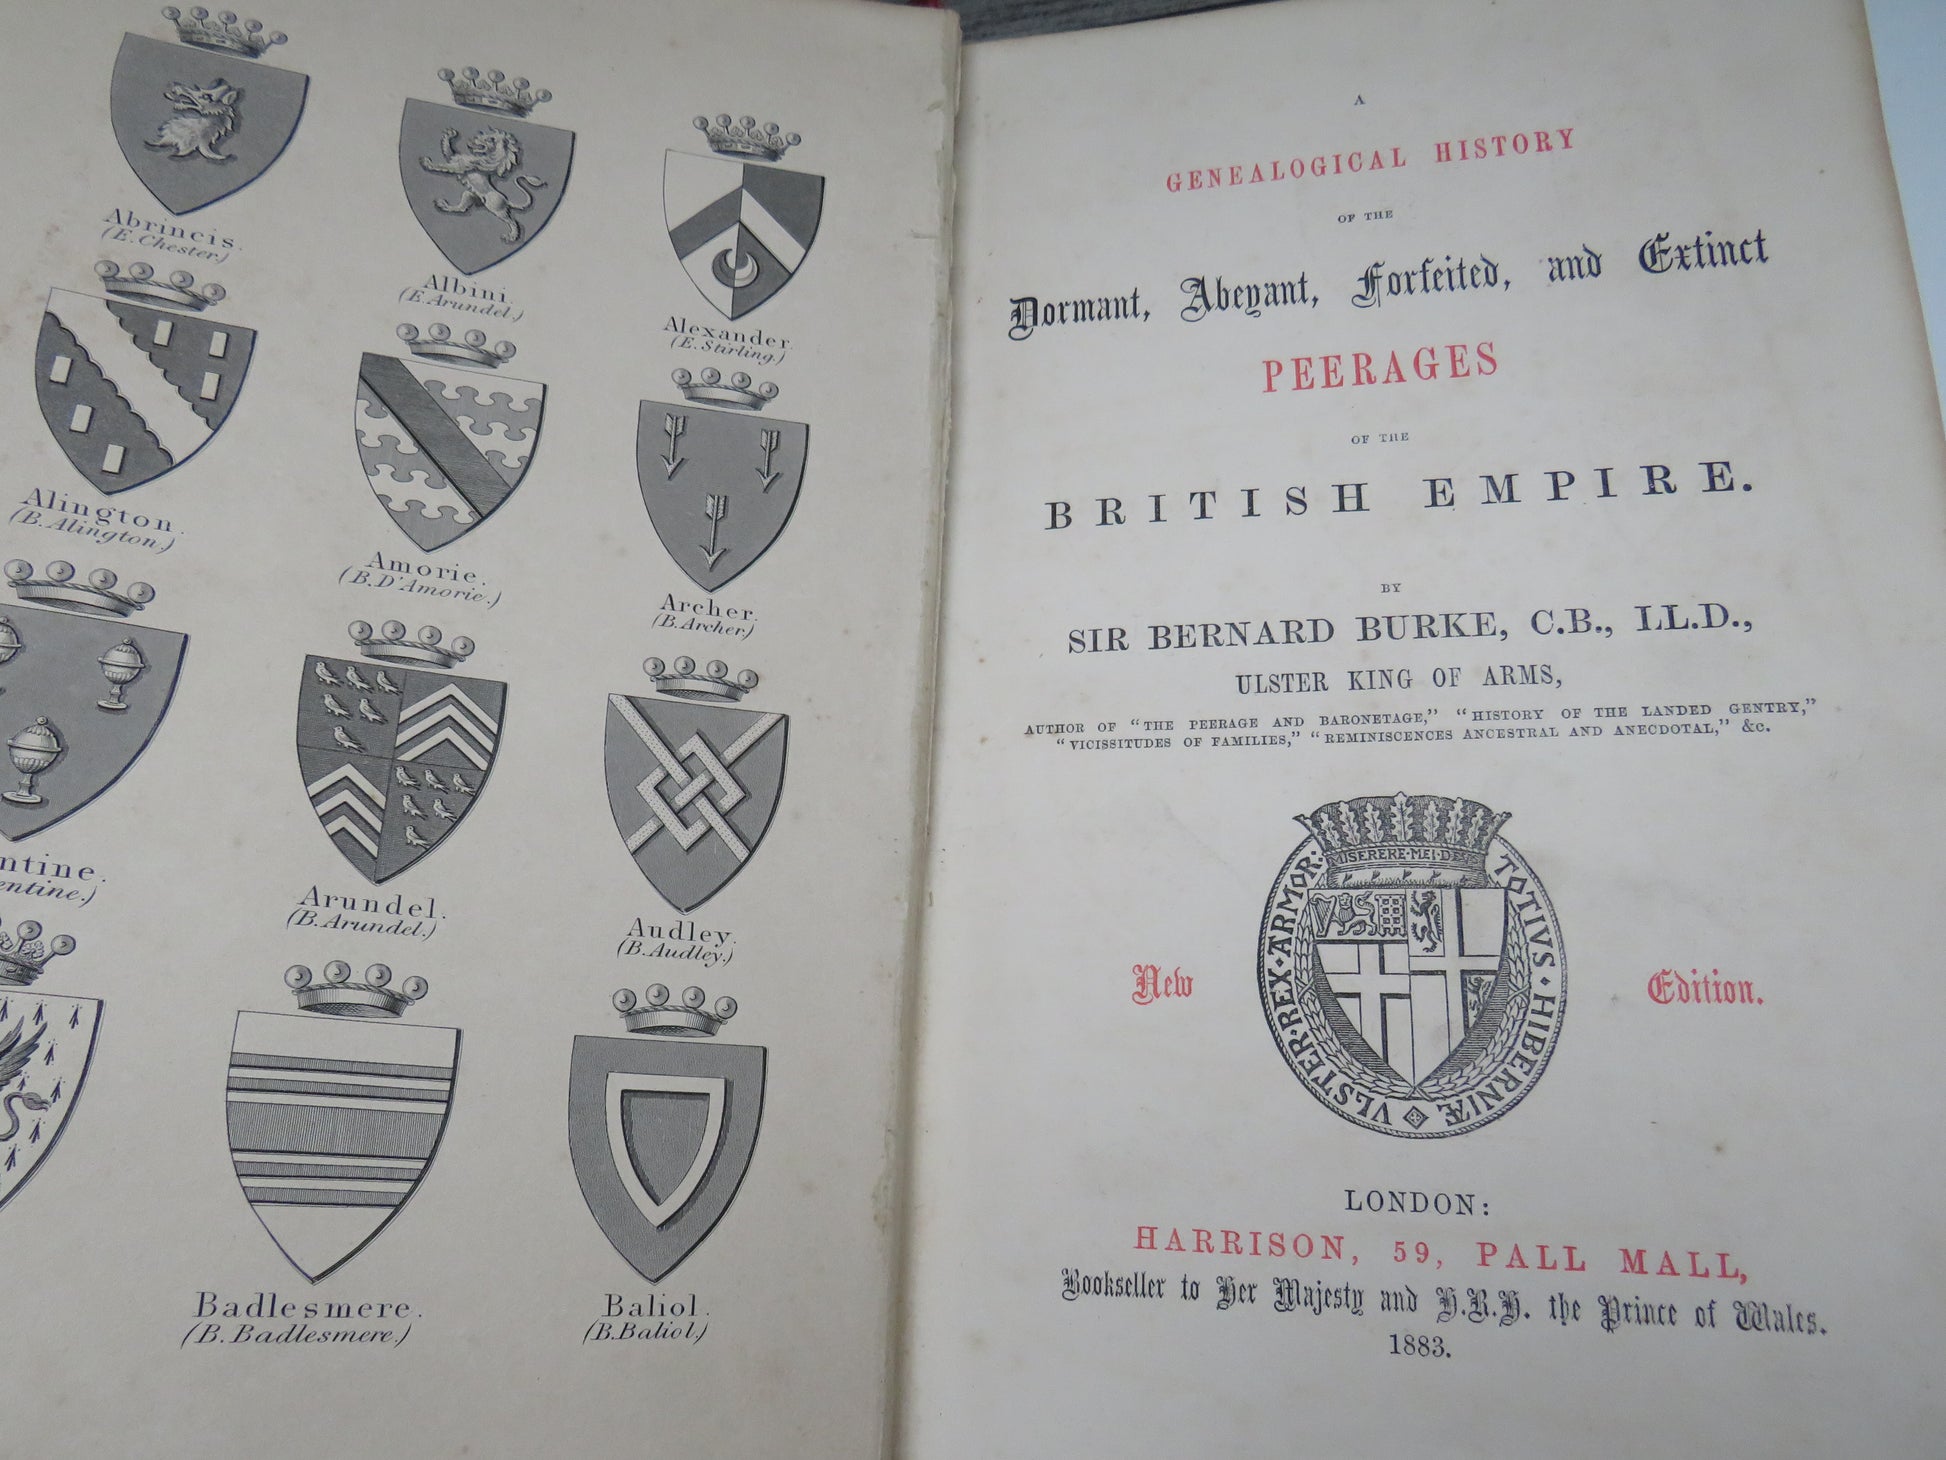 Abrincis.
(E. Chester.)
Albini.
(E. Arundel.)
Alexander.
(E. Stirling.)
Alington.
(B. Alington.)
Amorie.
(B. D'Amorie.)
Archer.
(B. Archer.)
ntine.
entine.)
Arundel.
(B. Arundel.)
Audley.
(B. Audley.)
Badlesmere.
(B. Badlesmere.)
Baliol.
(B. Baliol.)
A
GENEALOGICAL HISTORY
OF THE
Dormant, Abeyant, Forfeited, and Extinct
PEERAGES
OF THE
BRITISH EMPIRE.
BY
SIR BERNARD BURKE, C.B., LL.D.,
ULSTER KING OF ARMS,
AUTHOR OF "THE PEERAGE AND BARONETAGE," "HISTORY OF THE LANDED GENTRY,"
"VICISSITUDES OF FAMILIES," "REMINISCENCES ANCESTRAL AND ANECDOTAL," &c.
MISERERE·MEI·DE
VLSTER·REX·ARMOR: TOTIVS·HIBERNIÆ
New Edition.
LONDON:
HARRISON, 59, PALL MALL,
Bookseller to Her Majesty and H.R.H. the Prince of Wales.
1883.